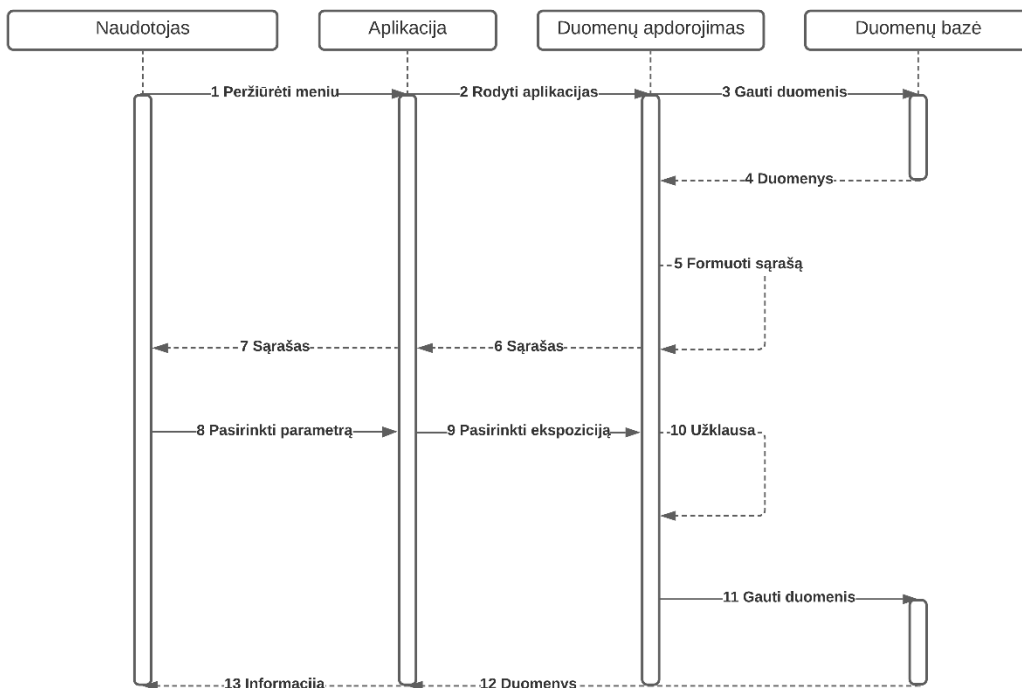 Naudotojas
Aplikacija
Duomenų apdorojimas
Duomenų bazė
1 Peržiūrėti meniu
2 Rodyti aplikacijas
3 Gauti duomenis
4 Duomenys
5 Formuoti sąrašą
7 Sąrašas
6 Sąrašas
8 Pasirinkti parametrą
9 Pasirinkti ekspoziciją
10 Užklausa
11 Gauti duomenis
13 Informacija
12 Duomenys